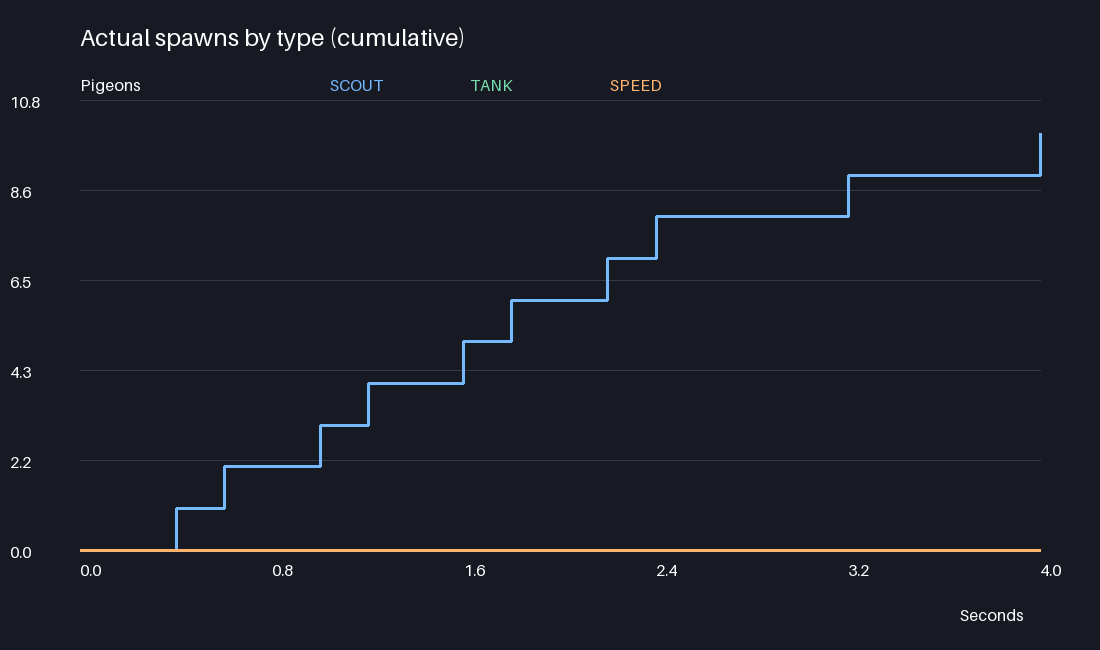 Actual spawns by type (cumulative)
Pigeons SCOUT TANK SPEED
10.8
8.6
6.5
4.3
2.2
0.0
0.0 0.8 1.6 2.4 3.2 4.0
Seconds